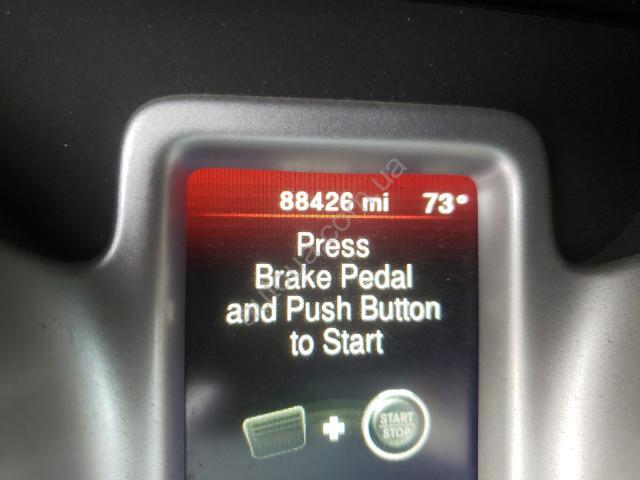 88426 mi 73°
Press
Brake Pedal
and Push Button
to Start
START
STOP